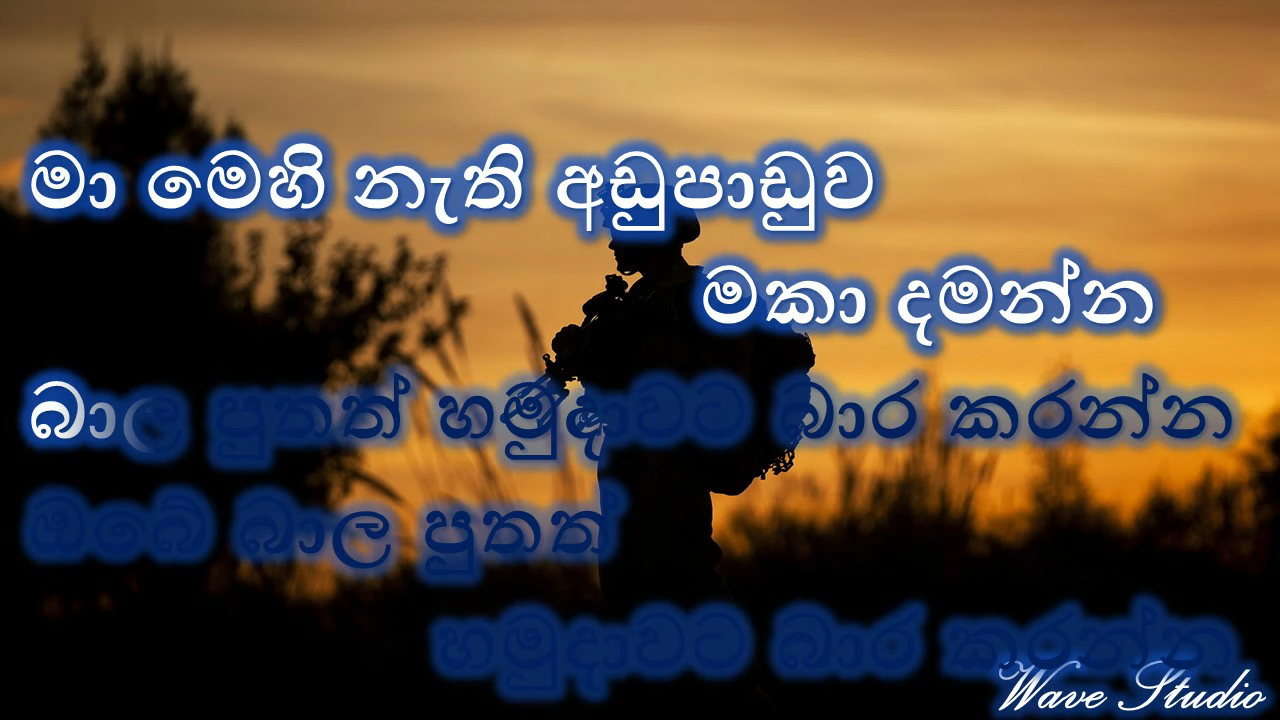 මා මෙහි නැති අඩුපාඩුව
මකා දමන්න
බාල පුතත් හමුදාවට බාර කරන්න
ඔබේ බාල පුතත්
හමුදාවට බාර කරන්න
Wave Studio